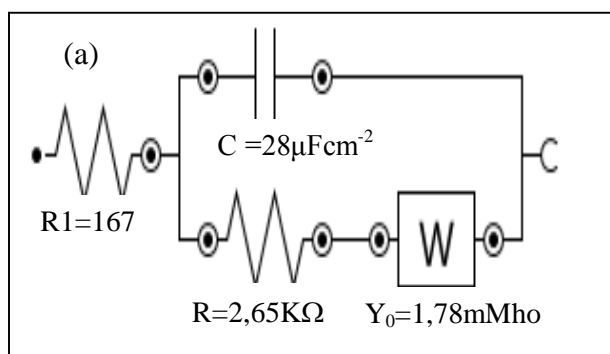 (a)
C =28µFcm-2
R1=167
W
R=2,65KΩ
Y₀=1,78mMho